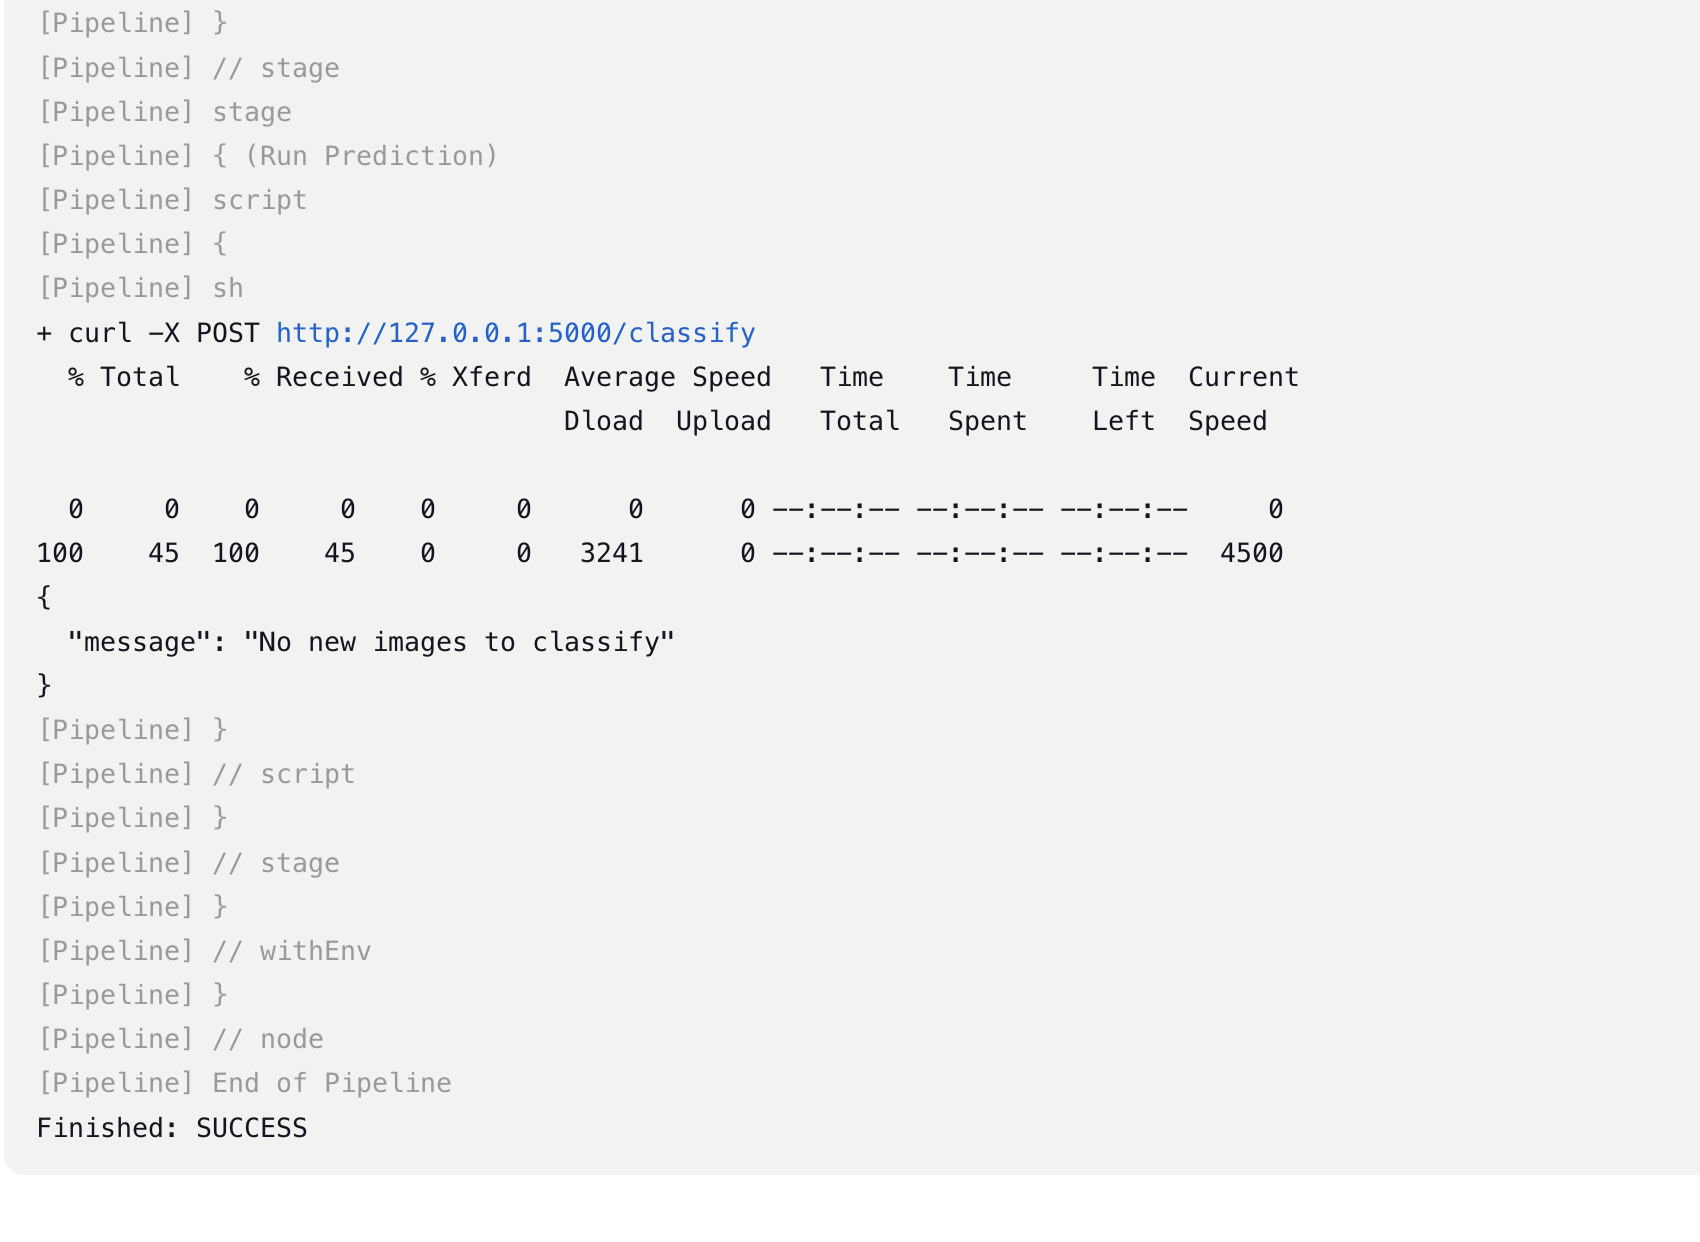 [Pipeline] }
[Pipeline] // stage
[Pipeline] stage
[Pipeline] { (Run Prediction)
[Pipeline] script
[Pipeline] {
[Pipeline] sh
+ curl -X POST http://127.0.0.1:5000/classify
  % Total    % Received % Xferd  Average Speed   Time    Time     Time  Current
                                 Dload  Upload   Total   Spent    Left  Speed
  0     0    0     0    0     0      0      0 --:--:-- --:--:-- --:--:--     0
100    45  100    45    0     0   3241      0 --:--:-- --:--:-- --:--:--  4500
{
  "message": "No new images to classify"
}
[Pipeline] }
[Pipeline] // script
[Pipeline] }
[Pipeline] // stage
[Pipeline] }
[Pipeline] // withEnv
[Pipeline] }
[Pipeline] // node
[Pipeline] End of Pipeline
Finished: SUCCESS